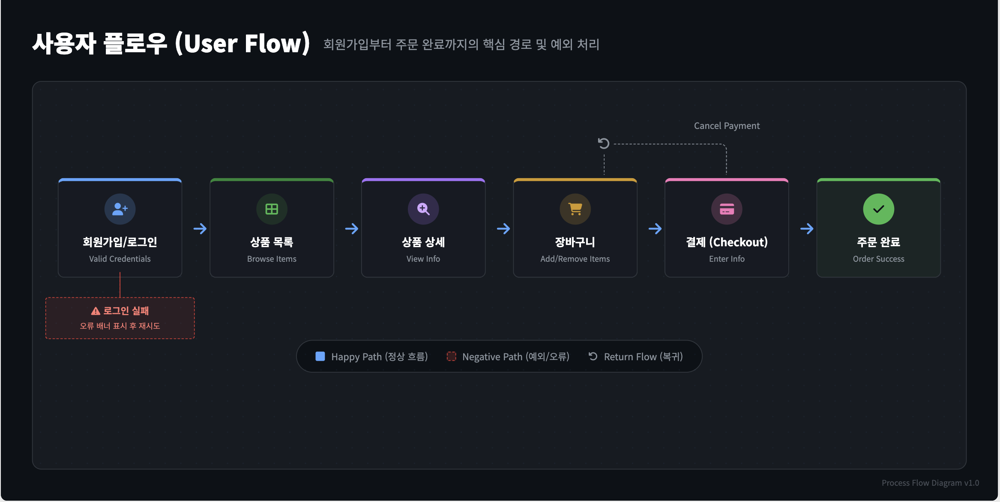 사용자 플로우 (User Flow)
회원가입부터 주문 완료까지의 핵심 경로 및 예외 처리
Cancel Payment
회원가입/로그인
Valid Credentials
상품 목록
Browse Items
상품 상세
View Info
장바구니
Add/Remove Items
결제 (Checkout)
Enter Info
주문 완료
Order Success
로그인 실패
오류 배너 표시 후 재시도
Happy Path (정상 흐름)
Negative Path (예외/오류)
Return Flow (복귀)
Process Flow Diagram v1.0